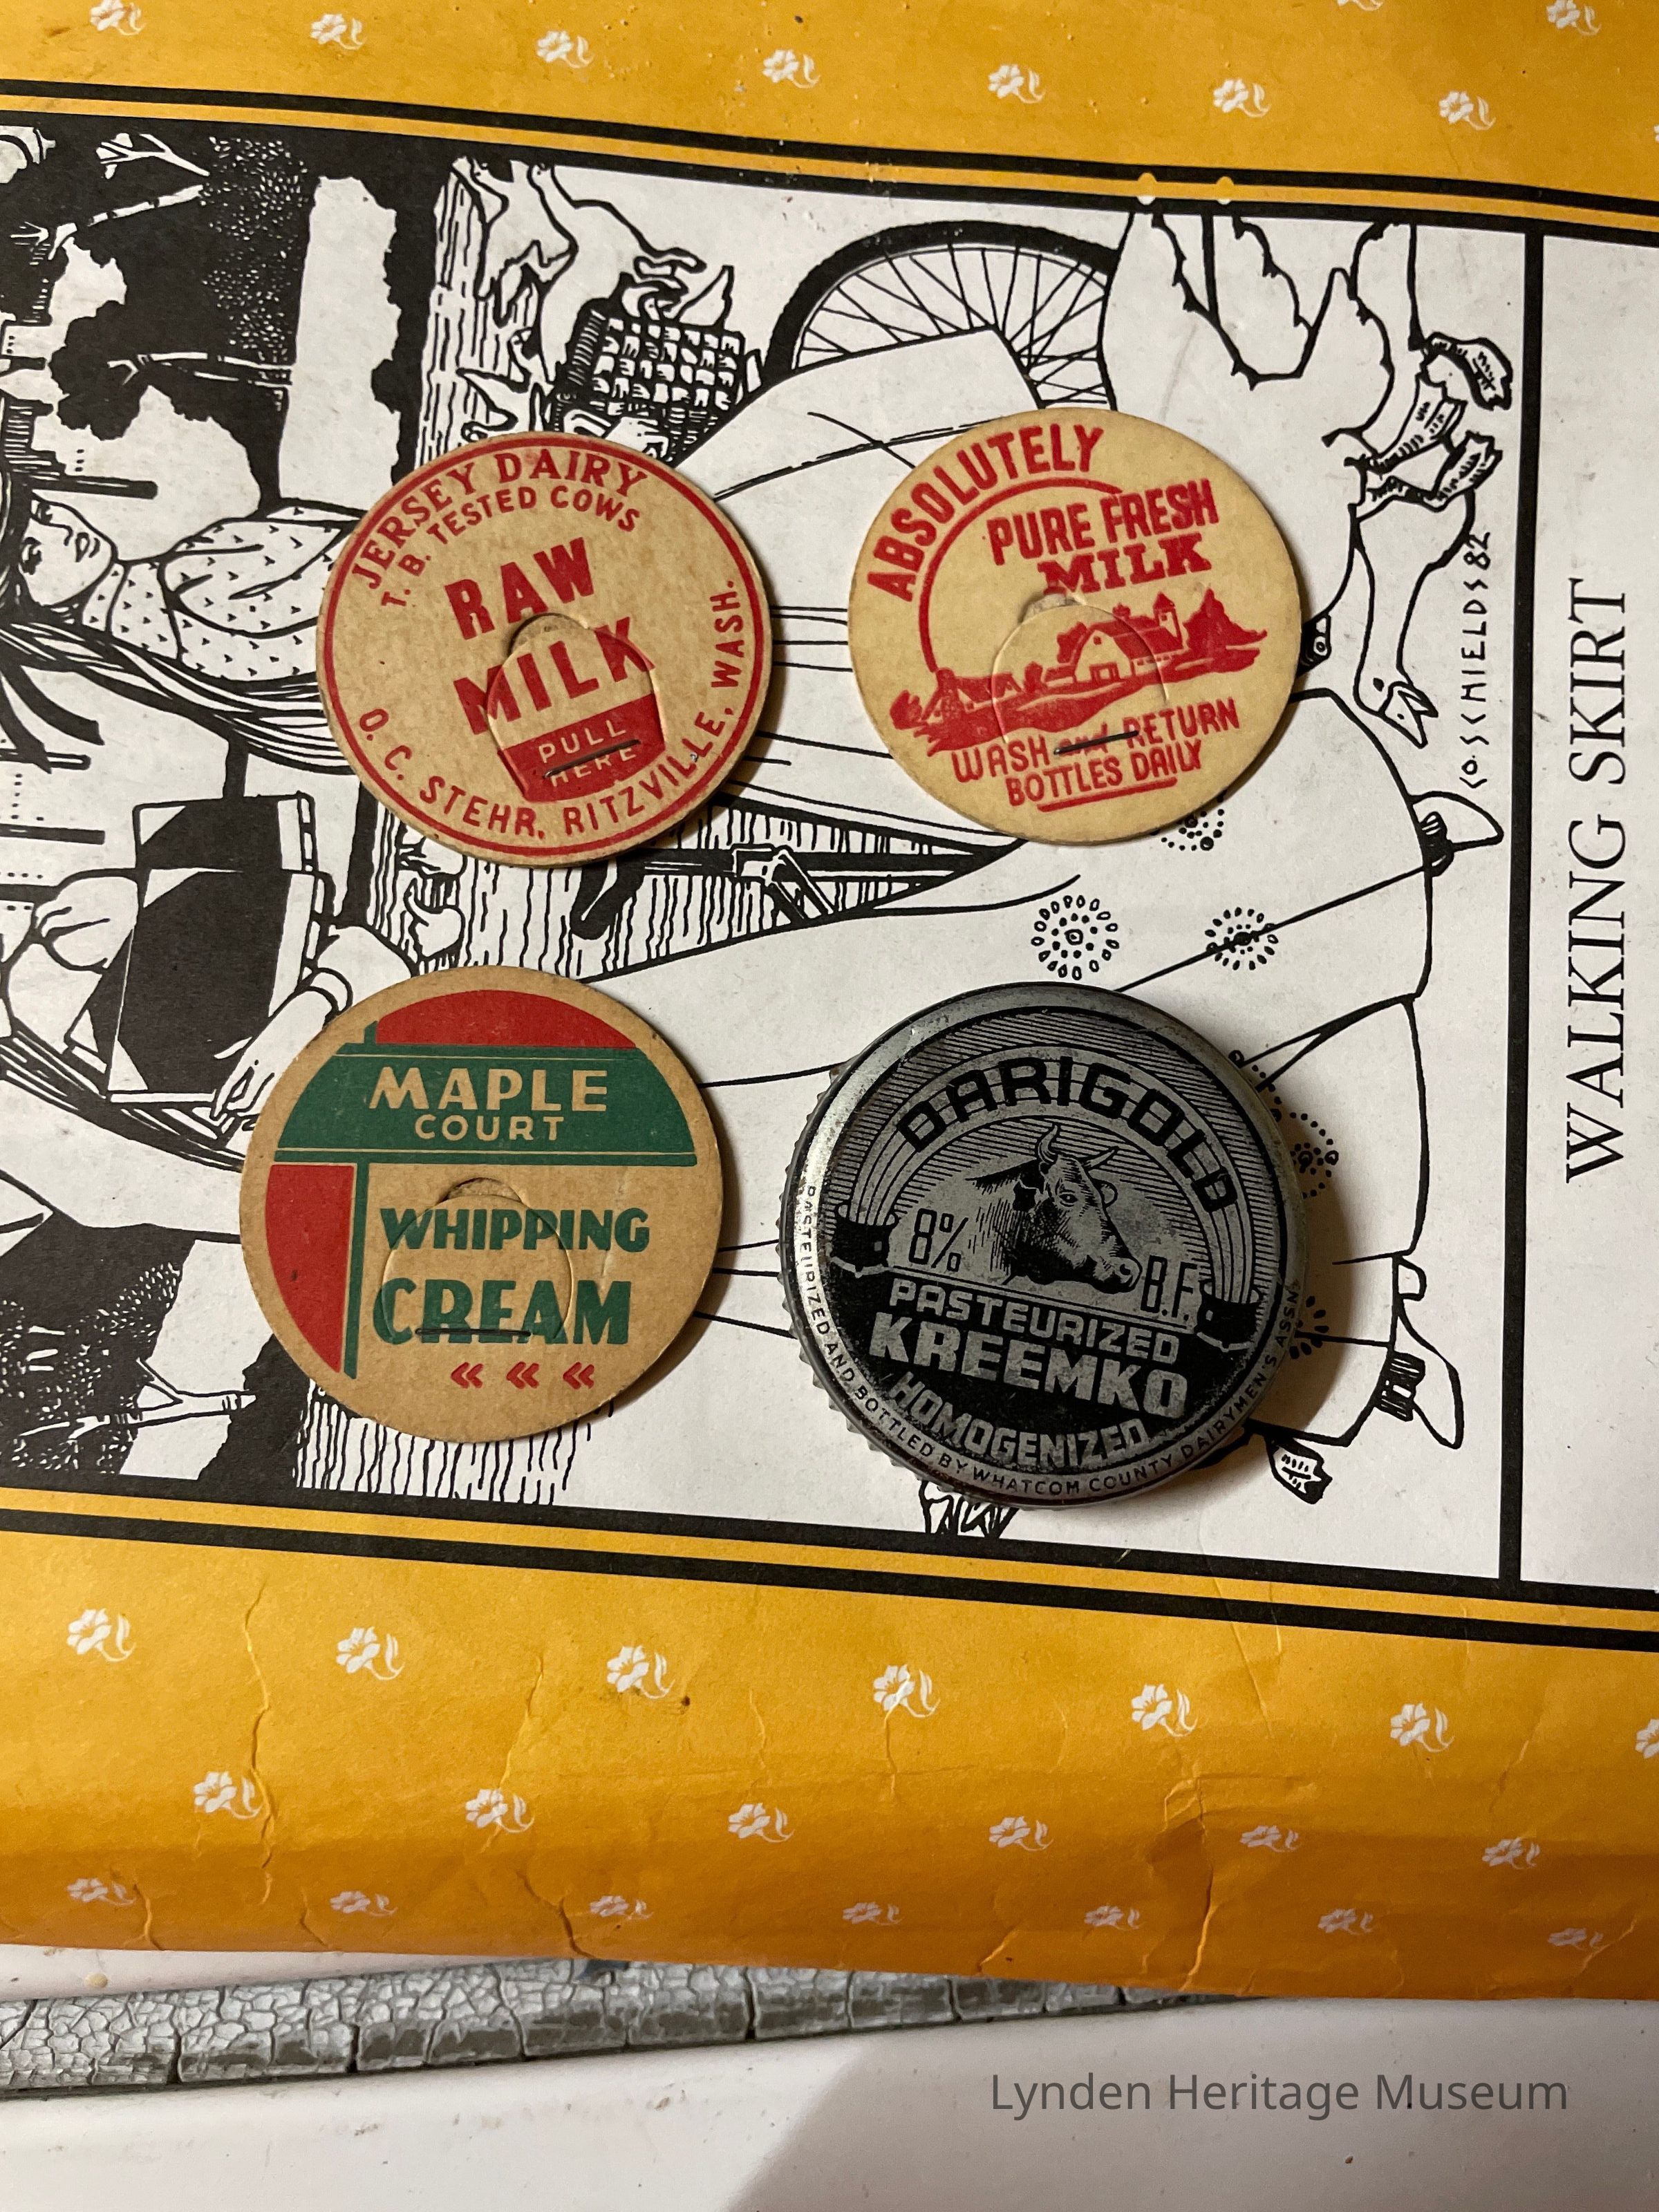 JERSEY DAIRY
T. B. TESTED COWS
RAW
MILK
PULL
HERE
O. C. STEHR, RITZVILLE, WASH.
ABSOLUTELY
PURE FRESH
MILK
WASH and RETURN
BOTTLES DAILY
MAPLE
COURT
WHIPPING
CREAM
DARIGOLD
8% B.F.
PASTEURIZED
KREEMKO
HOMOGENIZED
PASTEURIZED AND BOTTLED BY WHATCOM COUNTY DAIRYMEN'S ASSN.
CO·SCHIELDS 82
WALKING SKIRT
Lynden Heritage Museum